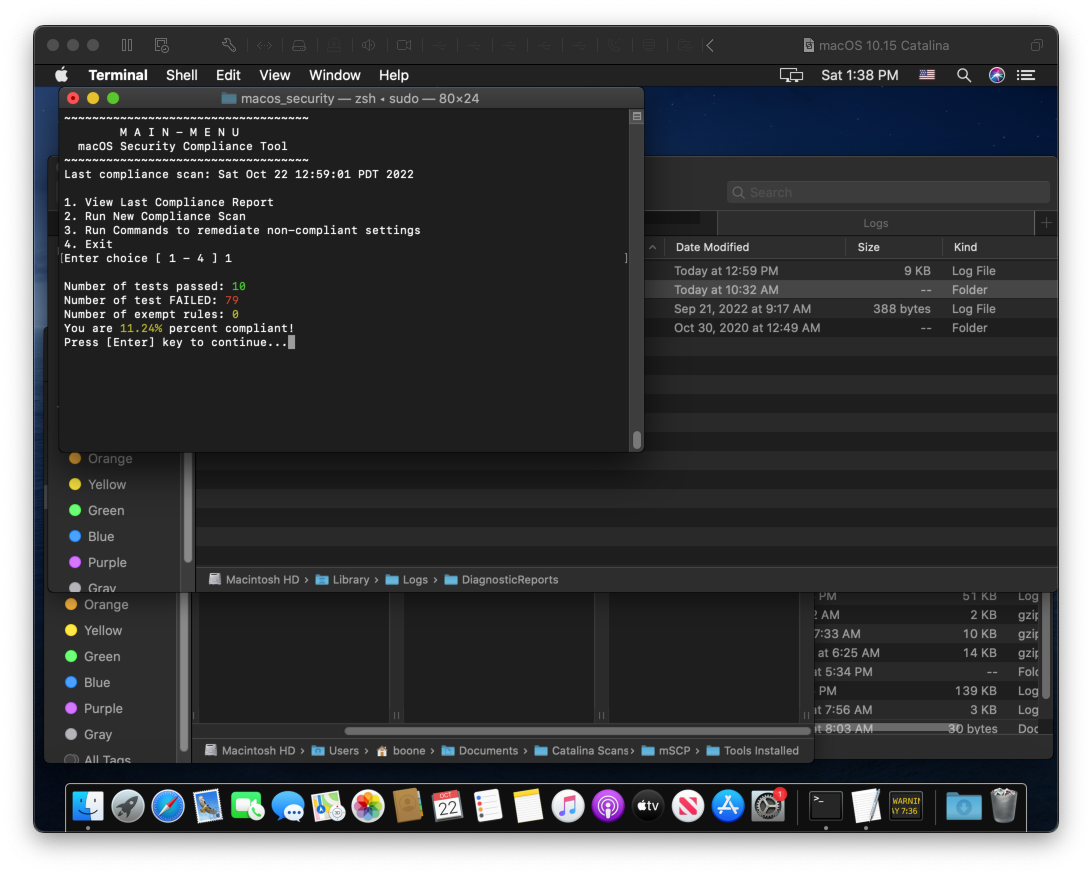 macOS 10.15 Catalina
Terminal Shell Edit View Window Help
Sat 1:38 PM
macos_security — zsh ◂ sudo — 80×24
~~~~~~~~~~~~~~~~~~~~~~~~~~~~~~~~~~~
M A I N - M E N U
macOS Security Compliance Tool
~~~~~~~~~~~~~~~~~~~~~~~~~~~~~~~~~~~
Last compliance scan: Sat Oct 22 12:59:01 PDT 2022
1. View Last Compliance Report
2. Run New Compliance Scan
3. Run Commands to remediate non-compliant settings
4. Exit
[Enter choice [ 1 - 4 ] 1 ]
Number of tests passed: 10
Number of test FAILED: 79
Number of exempt rules: 0
You are 11.24% percent compliant!
Press [Enter] key to continue...
Search
Logs
Date Modified Size Kind
Today at 12:59 PM 9 KB Log File
Today at 10:32 AM -- Folder
Sep 21, 2022 at 9:17 AM 388 bytes Log File
Oct 30, 2020 at 12:49 AM -- Folder
Orange
Yellow
Green
Blue
Purple
Gray
Macintosh HD › Library › Logs › DiagnosticReports
Orange
Yellow
Green
Blue
Purple
Gray
All Tags
PM 51 KB Log
2 AM 2 KB gzip
7:33 AM 10 KB gzip
at 6:25 AM 14 KB gzip
at 5:34 PM -- Fold
PM 139 KB Log
at 7:56 AM 3 KB Log
at 8:03 AM 30 bytes Doc
Macintosh HD › Users › boone › Documents › Catalina Scans › mSCP › Tools Installed
OCT
22
tv
1
>_
WARNIN
AY 7:36